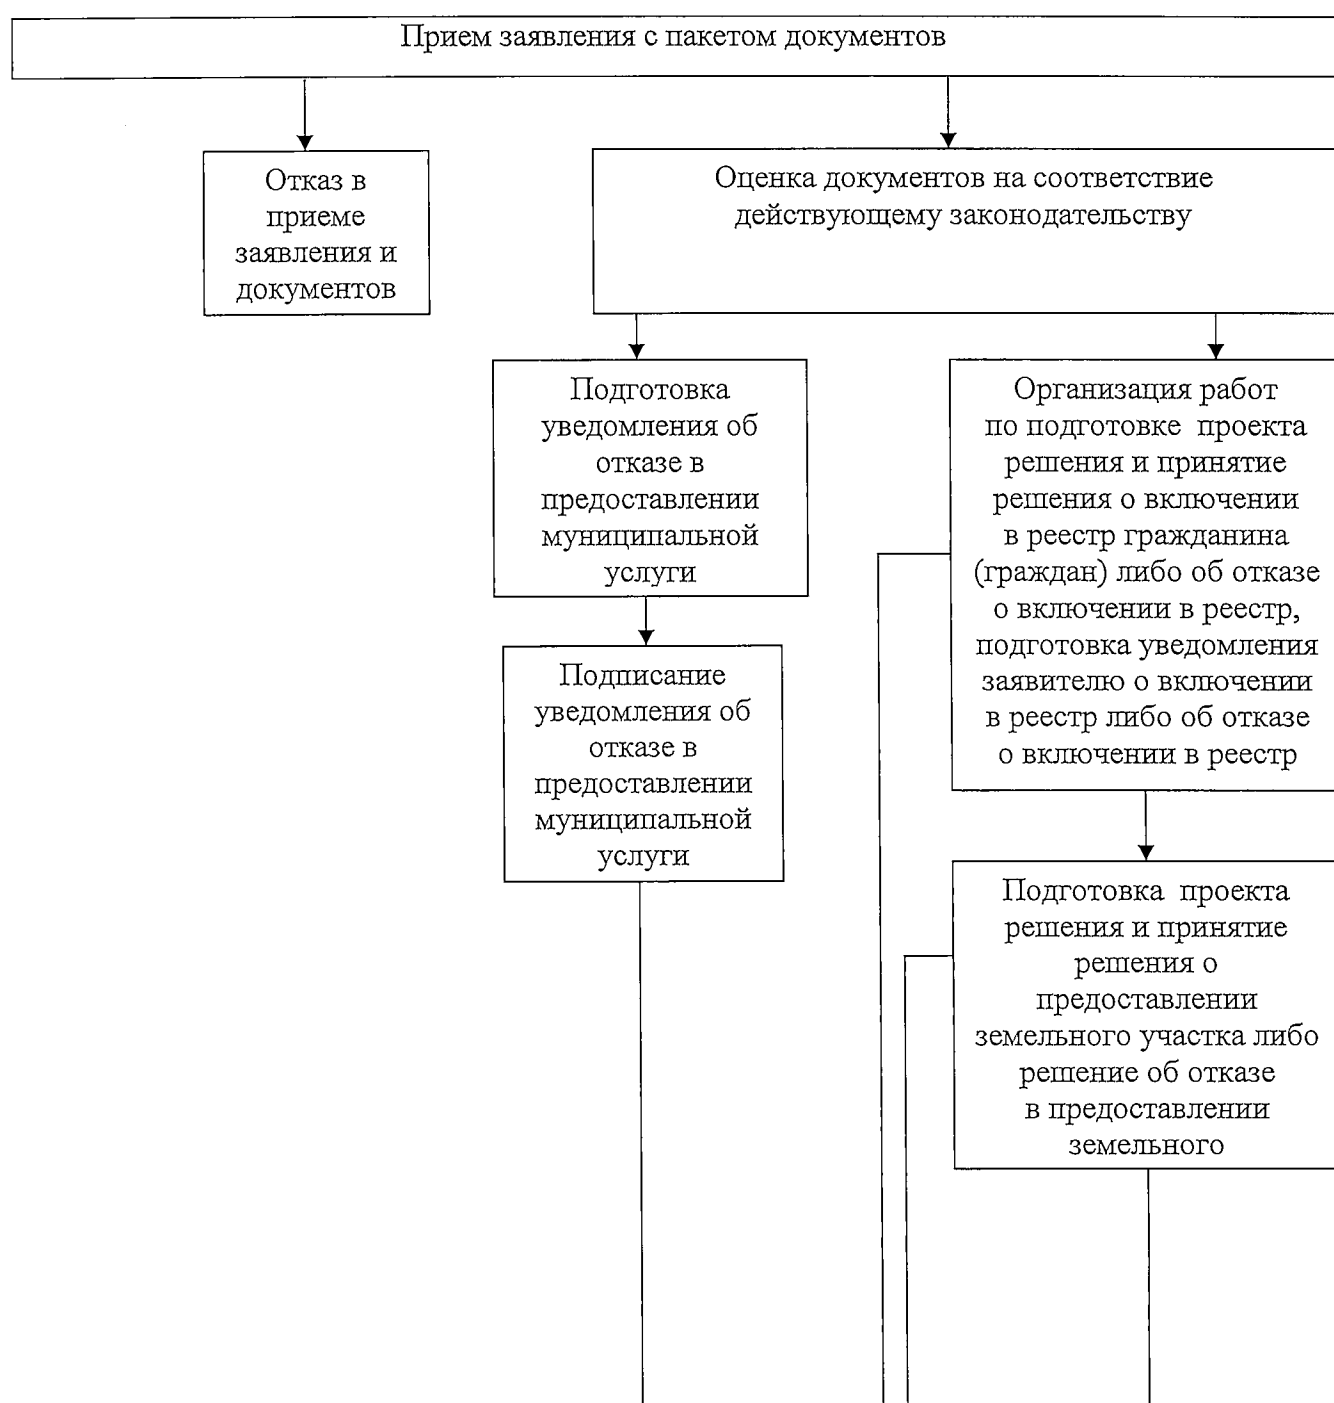 Прием заявления с пакетом документов
Отказ в
приеме
заявления и
документов
Оценка документов на соответствие
действующему законодательству
Подготовка
уведомления об
отказе в
предоставлении
муниципальной
услуги
Подписание
уведомления об
отказе в
предоставлении
муниципальной
услуги
Организация работ
по подготовке проекта
решения и принятие
решения о включении
в реестр гражданина
(граждан) либо об отказе
о включении в реестр,
подготовка уведомления
заявителю о включении
в реестр либо об отказе
о включении в реестр
Подготовка проекта
решения и принятие
решения о
предоставлении
земельного участка либо
решение об отказе
в предоставлении
земельного